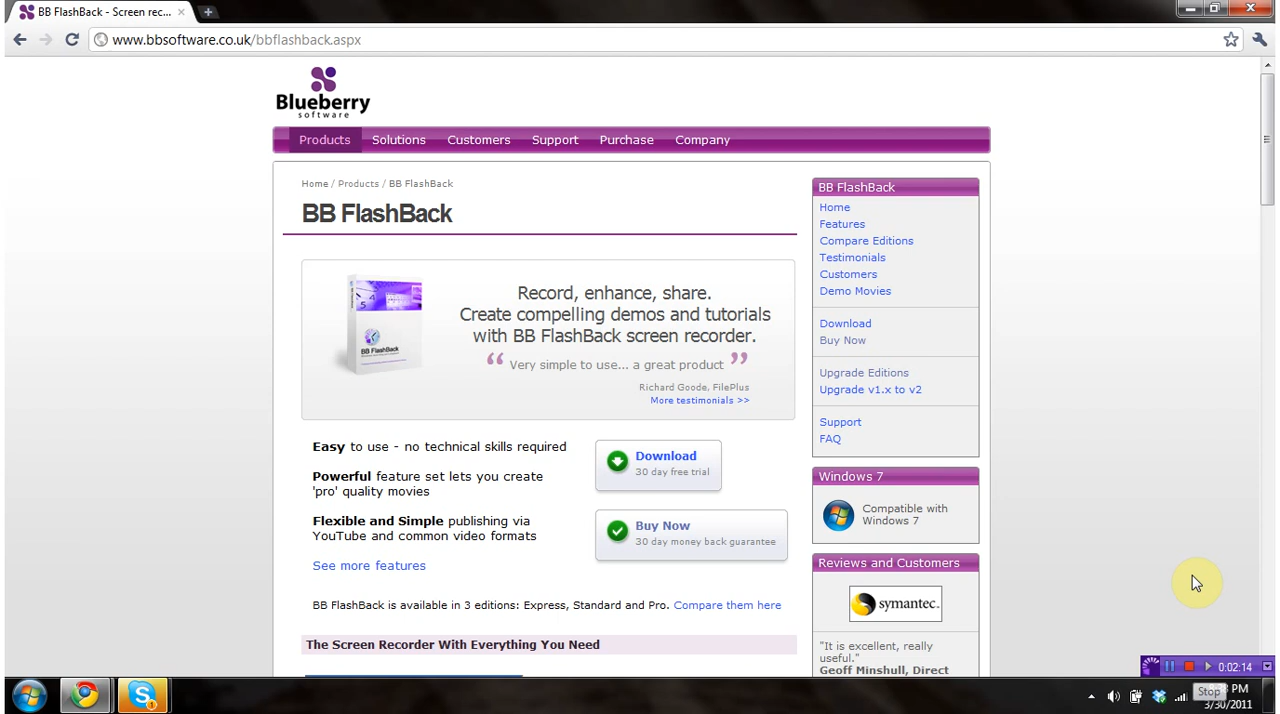 BB FlashBack - Screen rec...
www.bbsoftware.co.uk/bbflashback.aspx
Blueberry
software
Products Solutions Customers Support Purchase Company
Home / Products / BB FlashBack
BB FlashBack
Record, enhance, share.
Create compelling demos and tutorials
with BB FlashBack screen recorder.
“ Very simple to use... a great product ”
Richard Goode, FilePlus
More testimonials >>
BB FlashBack
Easy to use - no technical skills required
Powerful feature set lets you create
'pro' quality movies
Flexible and Simple publishing via
YouTube and common video formats
See more features
Download
30 day free trial
Buy Now
30 day money back guarantee
BB FlashBack is available in 3 editions: Express, Standard and Pro. Compare them here
The Screen Recorder With Everything You Need
BB FlashBack
Home
Features
Compare Editions
Testimonials
Customers
Demo Movies
Download
Buy Now
Upgrade Editions
Upgrade v1.x to v2
Support
FAQ
Windows 7
Compatible with
Windows 7
Reviews and Customers
symantec.
"It is excellent, really
useful."
Geoff Minshull, Direct
0:02:14
Stop
PM
3/30/2011